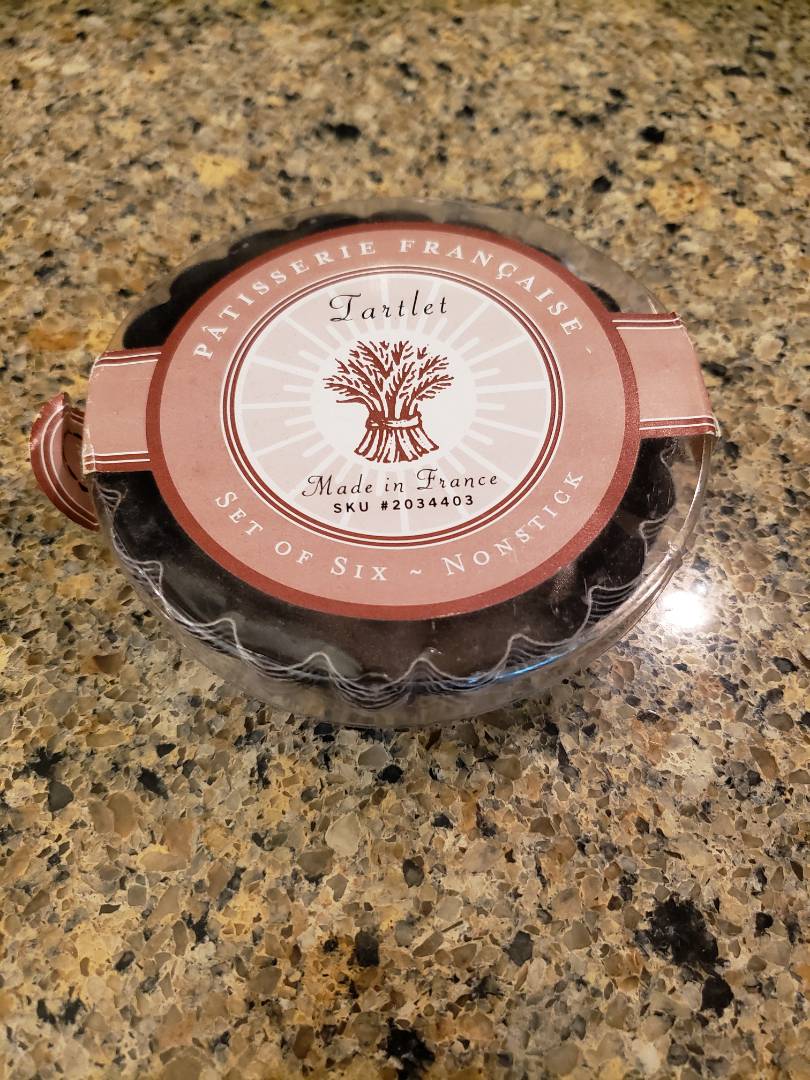 PÂTISSERIE FRANÇAISE -
Tartlet
Made in France
SKU #2034403
SET OF SIX ~ NONSTICK